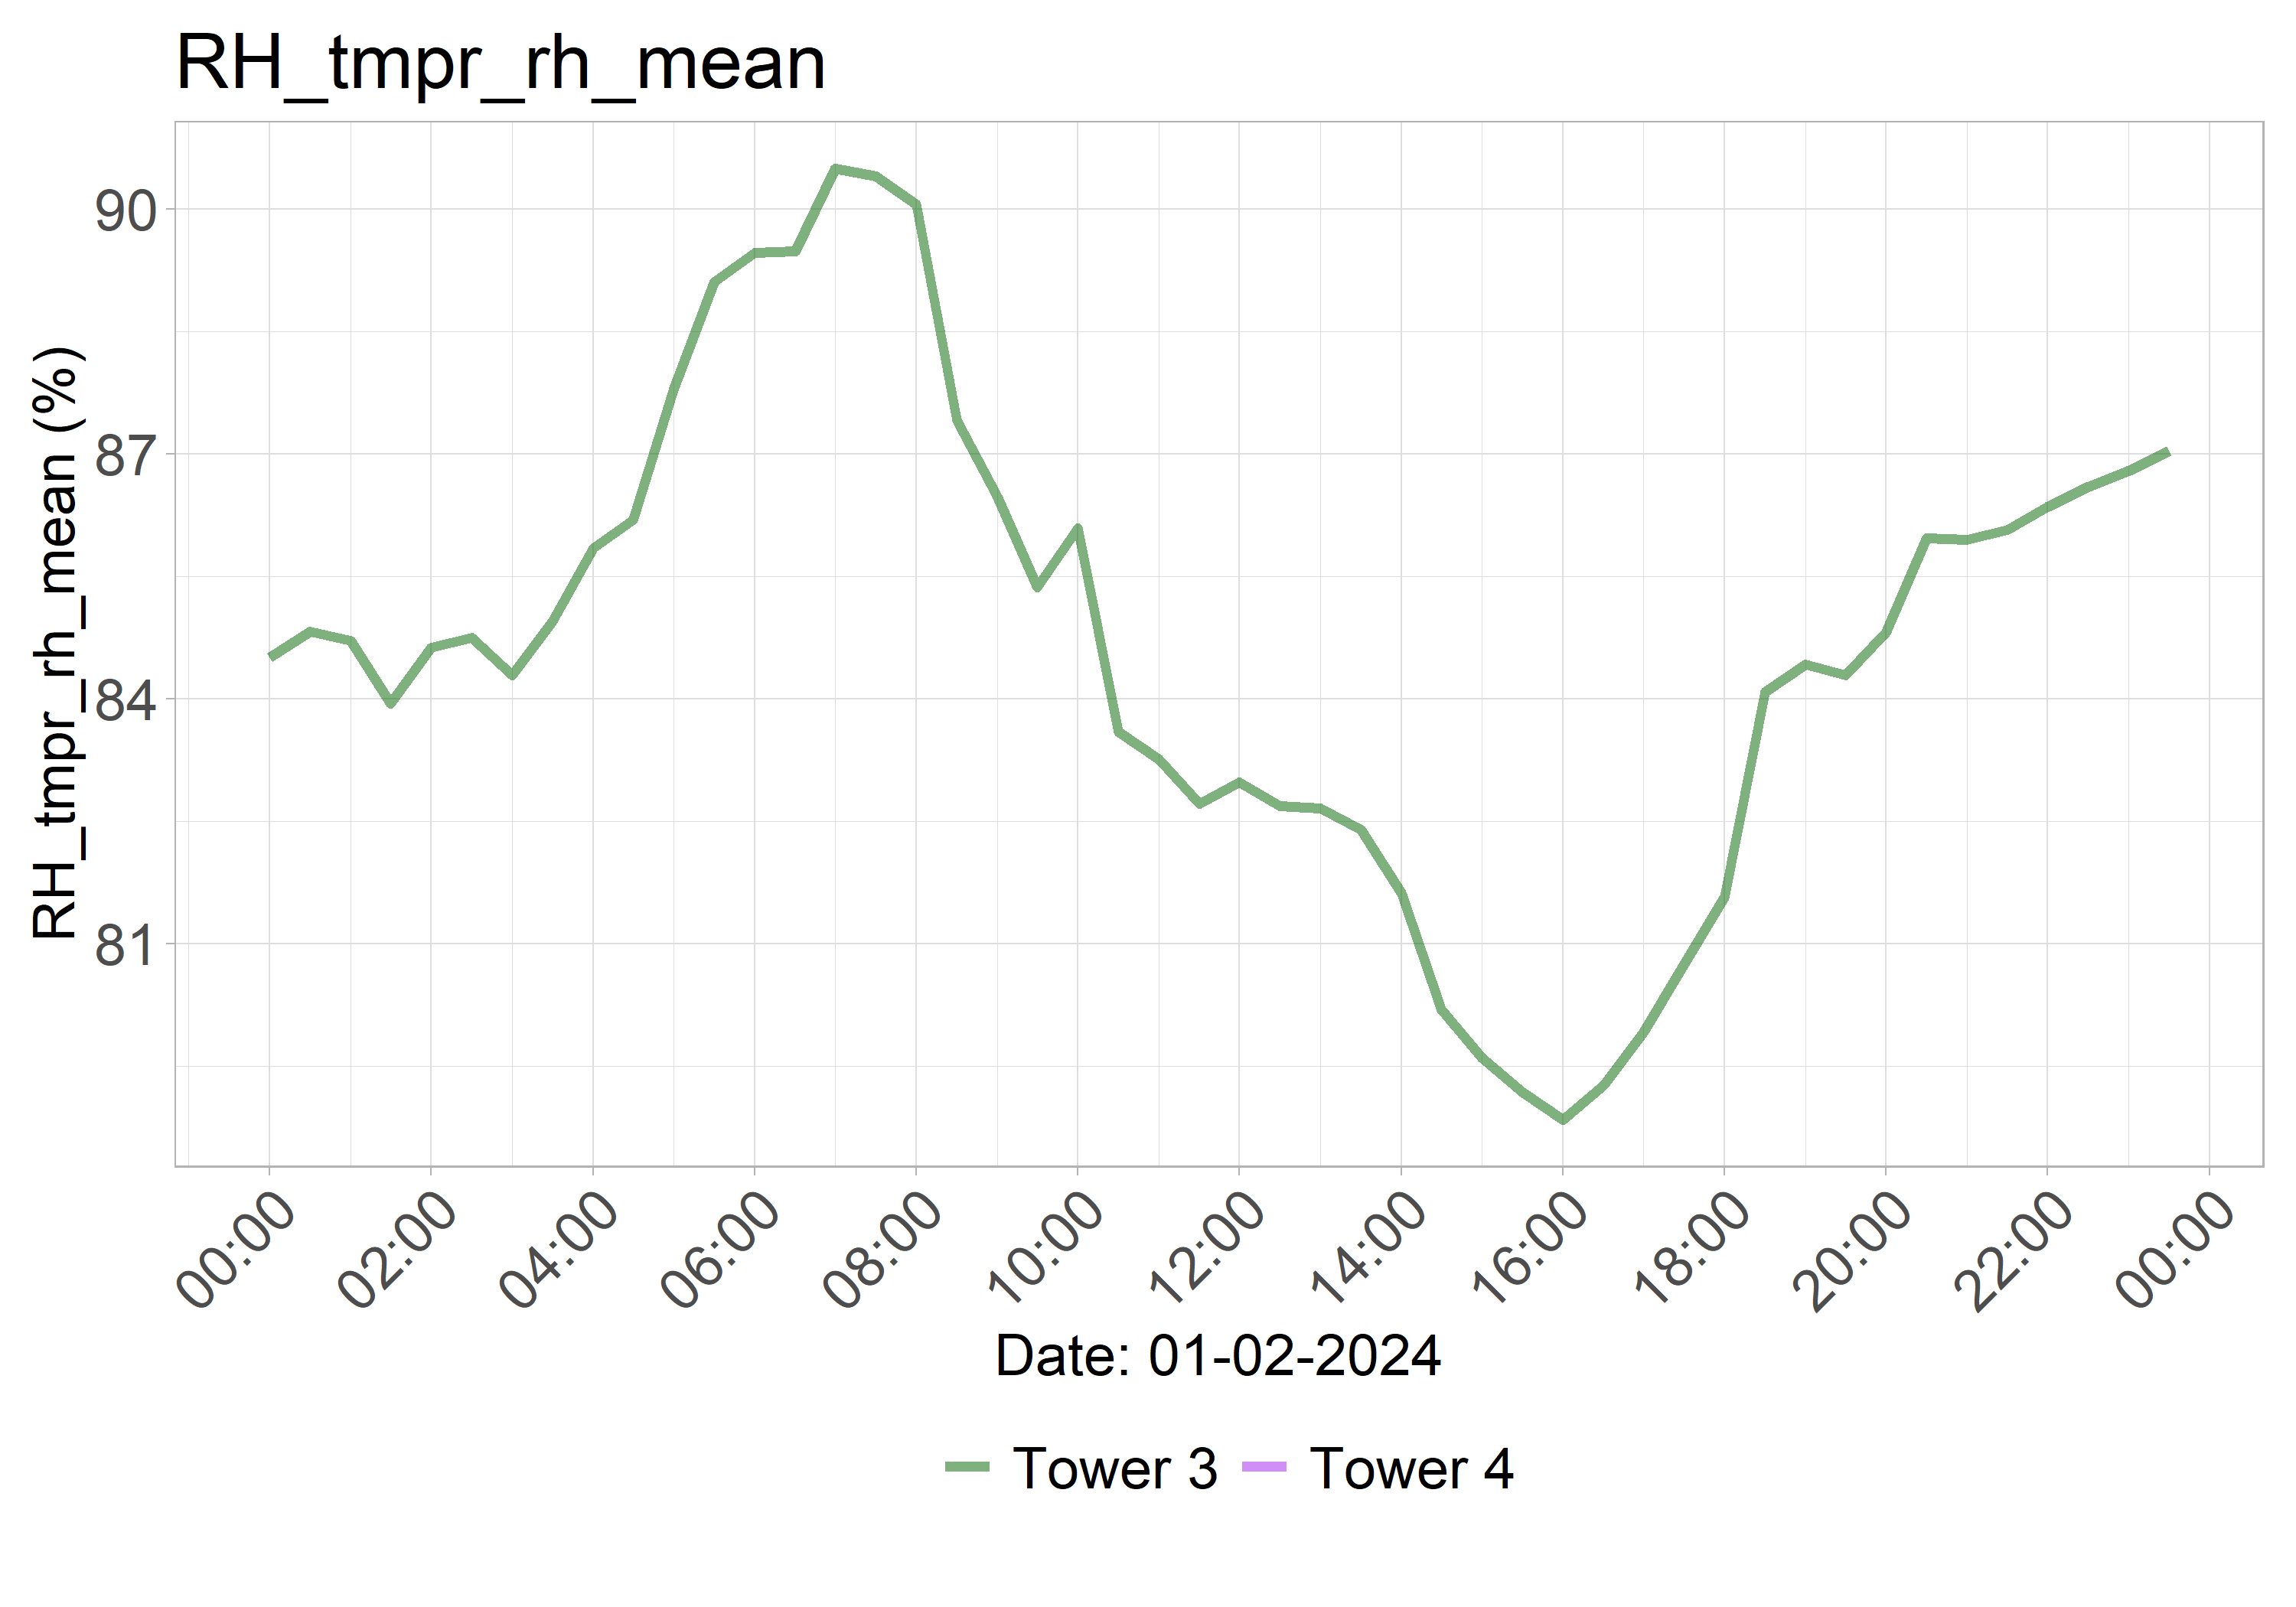 RH_tmpr_rh_mean
RH_tmpr_rh_mean (%)
90
87
84
81
00:00 02:00 04:00 06:00 08:00 10:00 12:00 14:00 16:00 18:00 20:00 22:00 00:00
Date: 01-02-2024
Tower 3 Tower 4